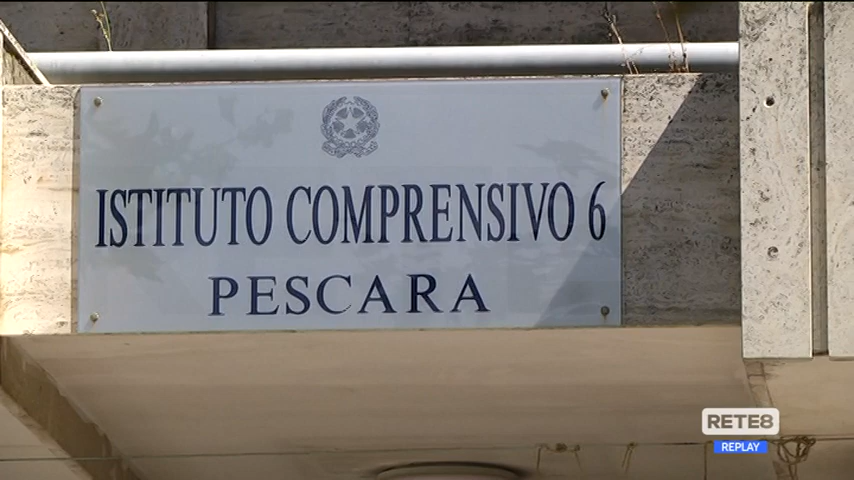 ISTITUTO COMPRENSIVO 6
PESCARA
RETE8
REPLAY